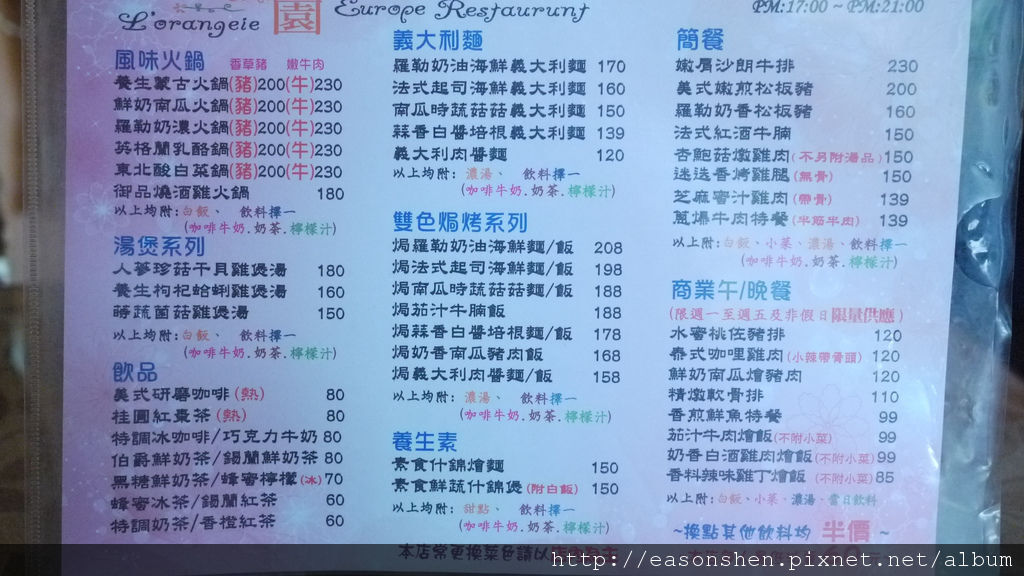 L'orangeie 園 Europe Restaurunt
PM:17:00 ~ PM:21:00
風味火鍋 香草豬 嫩牛肉
養生蒙古火鍋(豬)200(牛)230
鮮奶南瓜火鍋(豬)200(牛)230
羅勒奶濃火鍋(豬)200(牛)230
英格蘭乳酪鍋(豬)200(牛)230
東北酸白菜鍋(豬)200(牛)230
御品燒酒雞火鍋 180
以上均附:白飯、 飲料擇一
(咖啡牛奶.奶茶.檸檬汁)
湯煲系列
人蔘珍菇干貝雞煲湯 180
養生枸杞蛤蜊雞煲湯 160
蒔蔬菌菇雞煲湯 150
以上均附:白飯、 飲料擇一
(咖啡牛奶.奶茶.檸檬汁)
飲品
美式研磨咖啡(熱) 80
桂圓紅棗茶(熱) 80
特調冰咖啡/巧克力牛奶 80
伯爵鮮奶茶/錫蘭鮮奶茶 80
黑糖鮮奶茶/蜂蜜檸檬(冰)70
蜂蜜冰茶/錫蘭紅茶 60
特調奶茶/香橙紅茶 60
義大利麵
羅勒奶油海鮮義大利麵 170
法式起司海鮮義大利麵 160
南瓜時蔬菇菇義大利麵 150
蒜香白醬培根義大利麵 139
義大利肉醬麵 120
以上均附:濃湯、 飲料擇一
(咖啡牛奶.奶茶.檸檬汁)
雙色焗烤系列
焗羅勒奶油海鮮麵/飯 208
焗法式起司海鮮麵/飯 198
焗南瓜時蔬菇菇麵/飯 188
焗茄汁牛腩飯 188
焗蒜香白醬培根麵/飯 178
焗奶香南瓜豬肉飯 168
焗義大利肉醬麵/飯 158
以上均附: 濃湯、 飲料擇一
(咖啡牛奶.奶茶.檸檬汁)
養生素
素食什錦燴麵 150
素食鮮蔬什錦煲(附白飯) 150
以上均附: 甜點、 飲料擇一
(咖啡牛奶.奶茶.檸檬汁)
簡餐
嫩肩沙朗牛排 230
美式嫩煎松板豬 200
羅勒奶香松板豬 160
法式紅酒牛腩 150
杏鮑菇燉雞肉(不另附湯品)150
迷迭香烤雞腿(無骨) 150
芝麻蜜汁雞肉(帶骨) 139
蔥爆牛肉特餐(半筋半肉) 139
以上附:白飯、小菜、濃湯、飲料擇一
(咖啡牛奶.奶茶.檸檬汁)
商業午/晚餐
(限週一至週五及非假日限量供應)
水蜜桃佐豬排 120
泰式咖哩雞肉(小辣帶骨頭) 120
鮮奶南瓜燴豬肉 120
精燉軟骨排 110
香煎鮮魚特餐 99
茄汁牛肉燴飯(不附小菜) 99
奶香白酒雞肉燴飯(不附小菜)99
香料辣味雞丁燴飯(不附小菜)85
以上附:白飯、小菜、濃湯、當日飲料
~換點其他飲料均 半價 ~
http://easonshen.pixnet.net/album